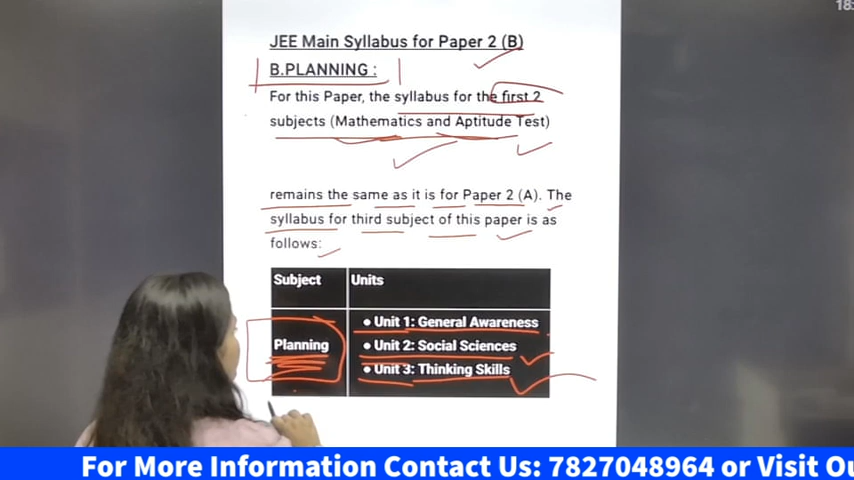 18
JEE Main Syllabus for Paper 2 (B)
B.PLANNING :
For this Paper, the syllabus for the first 2
subjects (Mathematics and Aptitude Test)
remains the same as it is for Paper 2 (A). The
syllabus for third subject of this paper is as
follows:
Subject Units
Planning
• Unit 1: General Awareness
• Unit 2: Social Sciences
• Unit 3: Thinking Skills
For More Information Contact Us: 7827048964 or Visit Ou